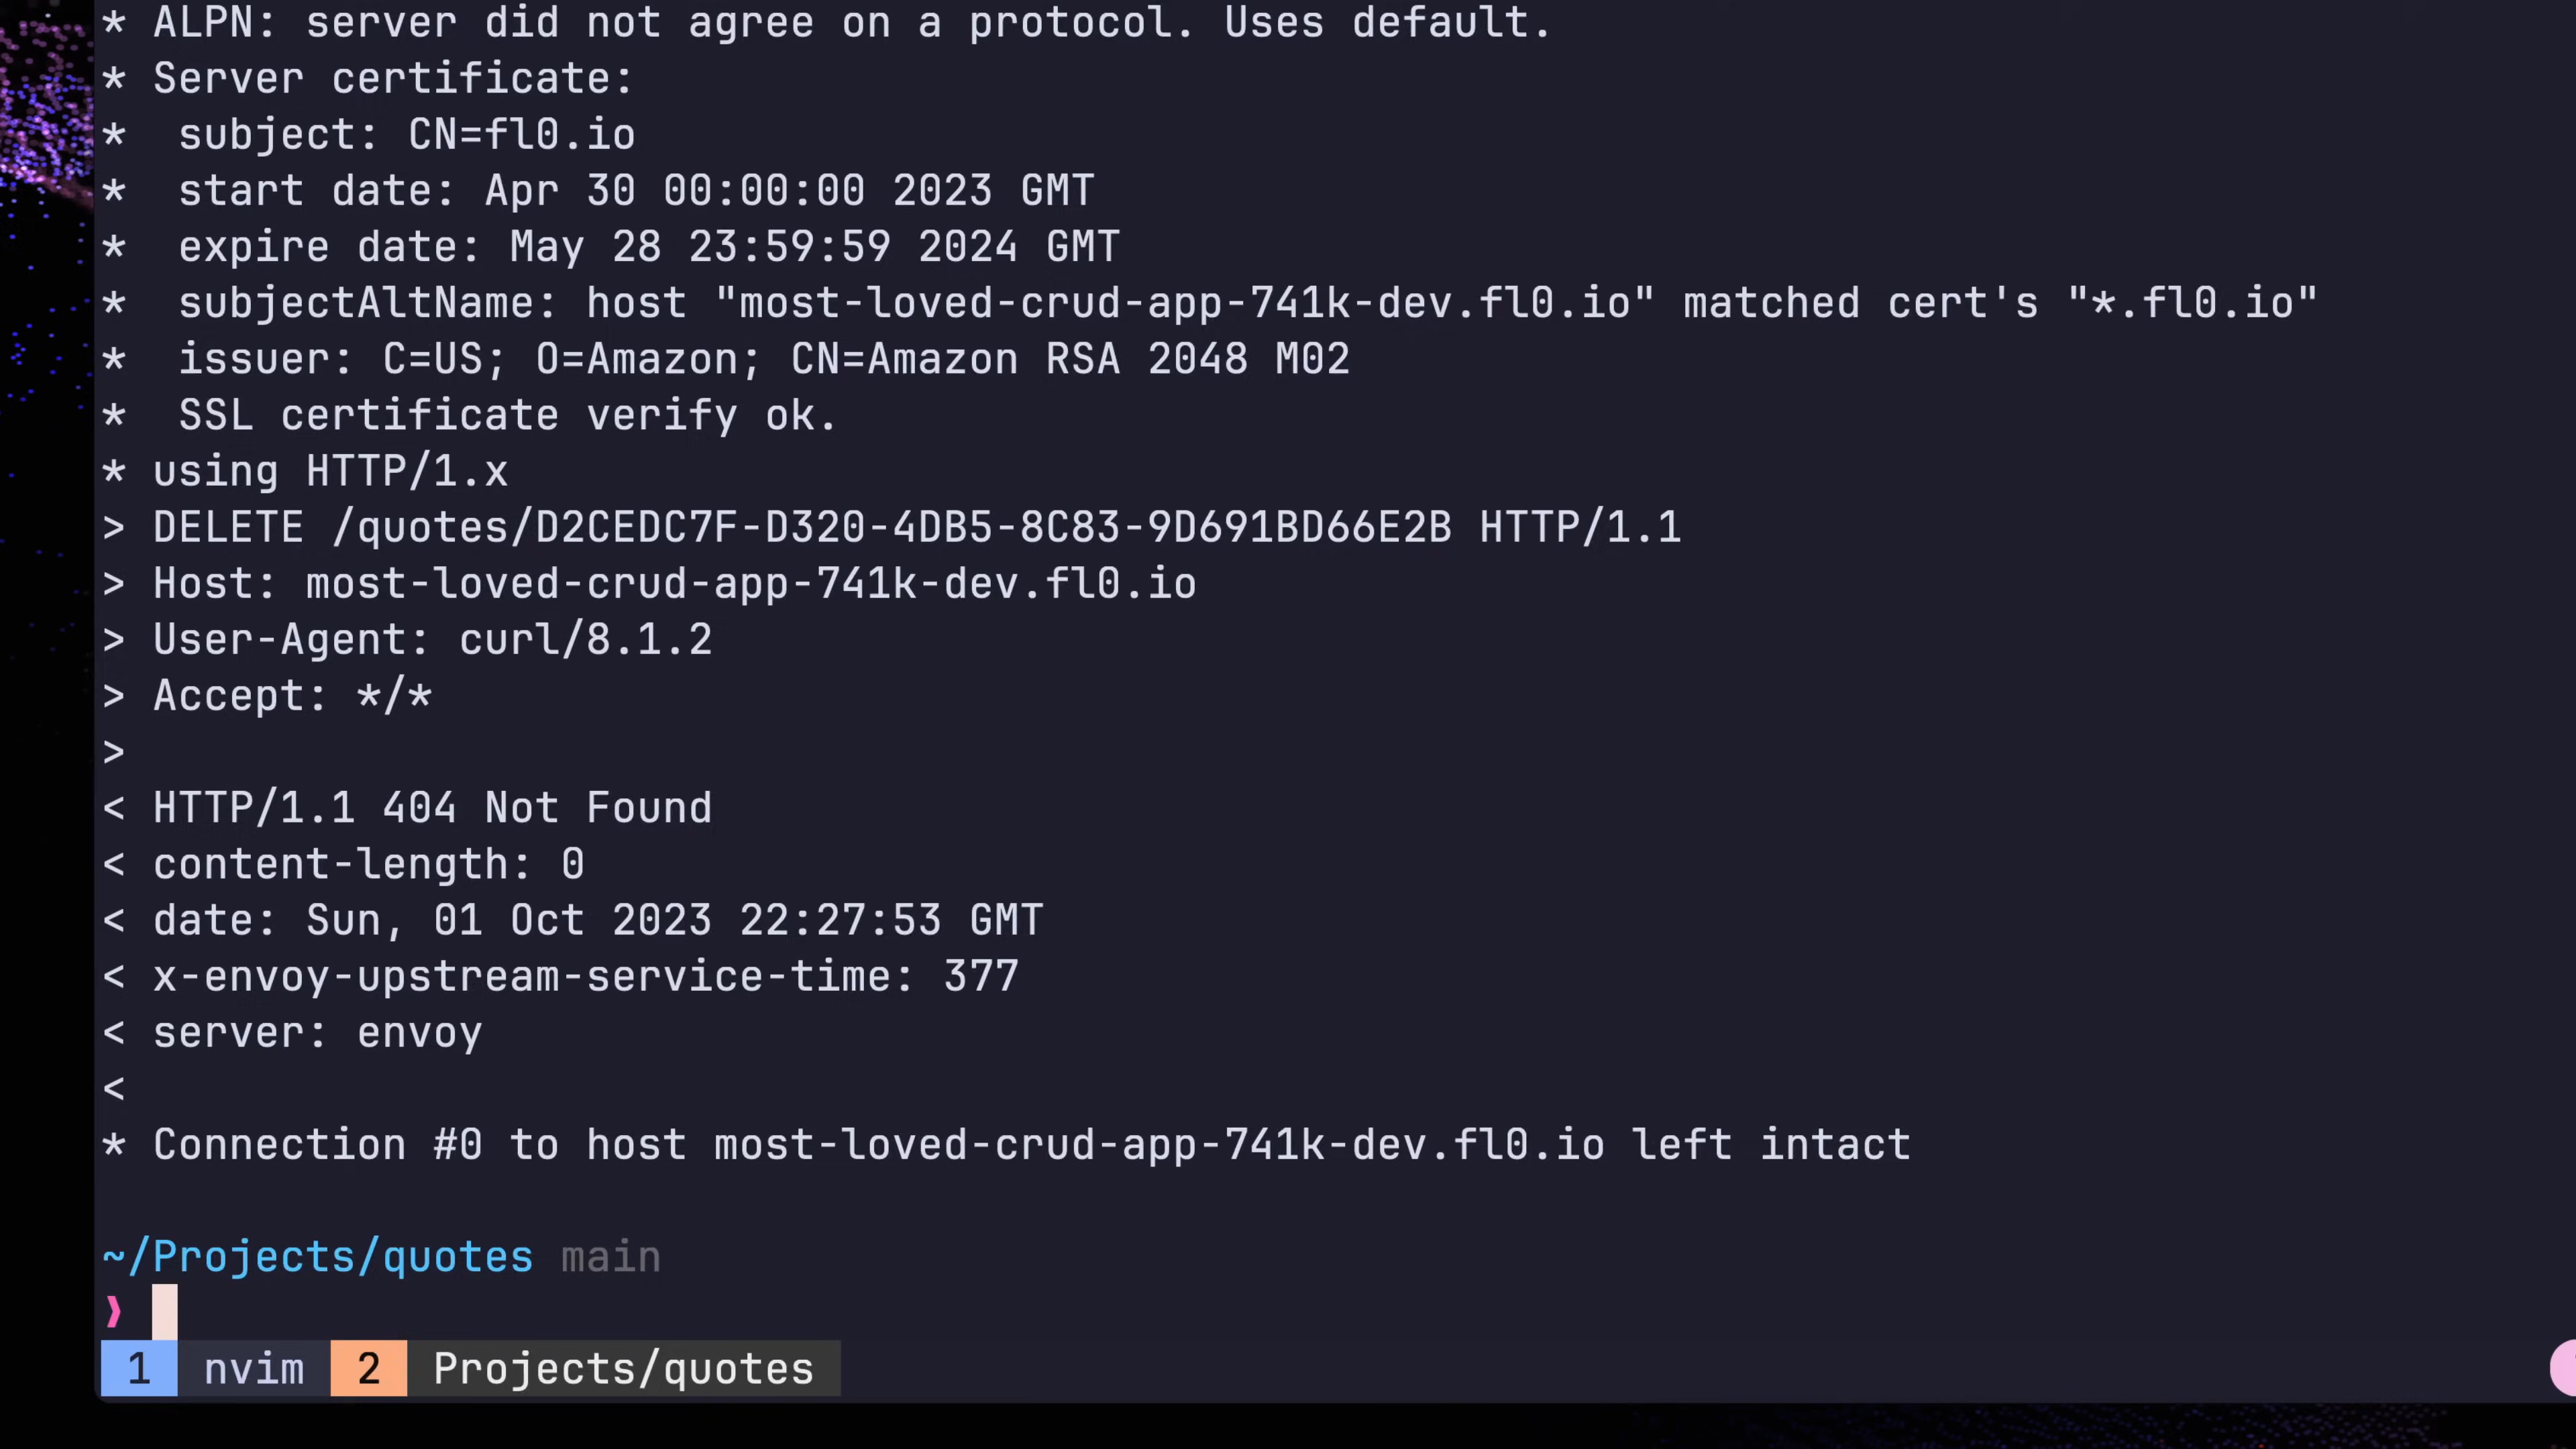 * ALPN: server did not agree on a protocol. Uses default.
* Server certificate:
*  subject: CN=fl0.io
*  start date: Apr 30 00:00:00 2023 GMT
*  expire date: May 28 23:59:59 2024 GMT
*  subjectAltName: host "most-loved-crud-app-741k-dev.fl0.io" matched cert's "*.fl0.io"
*  issuer: C=US; O=Amazon; CN=Amazon RSA 2048 M02
*  SSL certificate verify ok.
* using HTTP/1.x
> DELETE /quotes/D2CEDC7F-D320-4DB5-8C83-9D691BD66E2B HTTP/1.1
> Host: most-loved-crud-app-741k-dev.fl0.io
> User-Agent: curl/8.1.2
> Accept: */*
>
< HTTP/1.1 404 Not Found
< content-length: 0
< date: Sun, 01 Oct 2023 22:27:53 GMT
< x-envoy-upstream-service-time: 377
< server: envoy
<
* Connection #0 to host most-loved-crud-app-741k-dev.fl0.io left intact
~/Projects/quotes main
❯
1 nvim 2 Projects/quotes